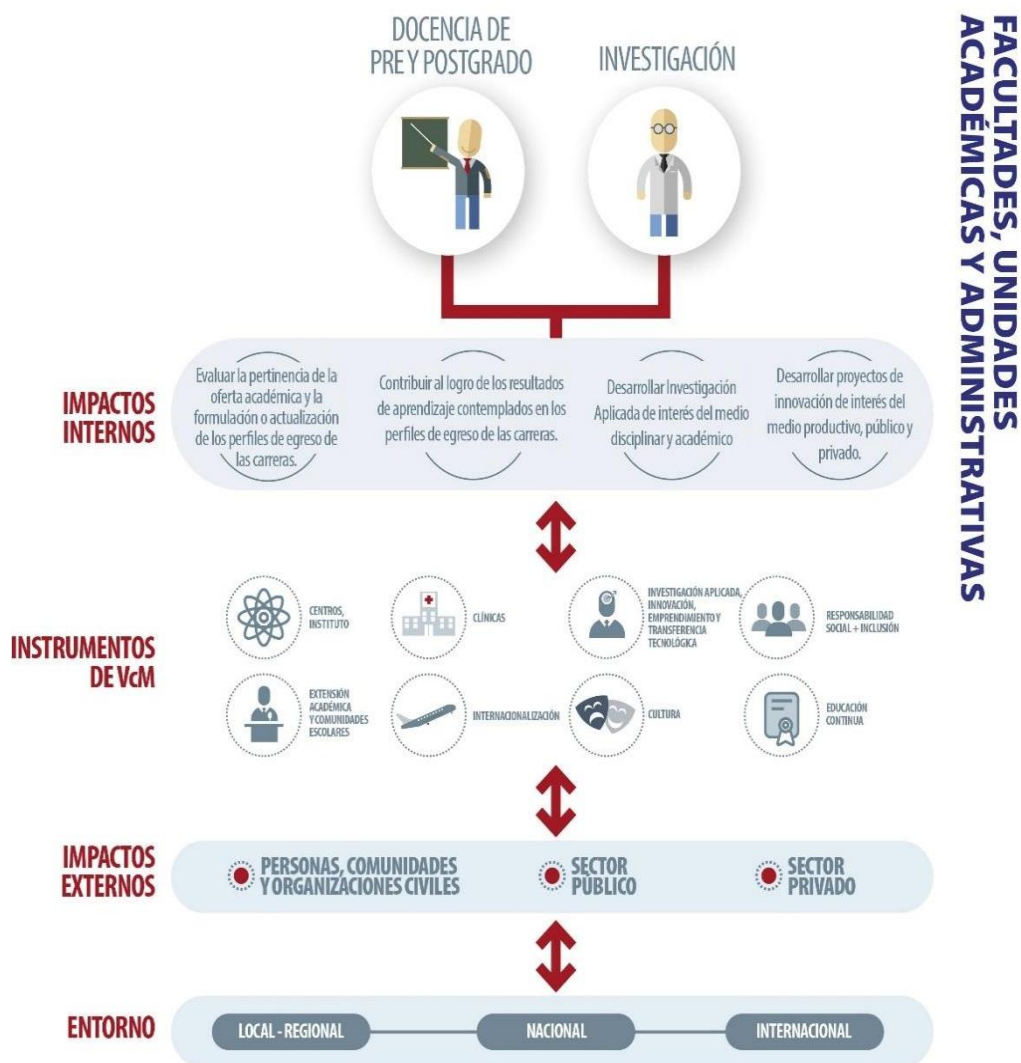 DOCENCIA DE
PRE Y POSTGRADO
INVESTIGACIÓN
FACULTADES, UNIDADES
ACADÉMICAS Y ADMINISTRATIVAS
IMPACTOS
INTERNOS
Evaluar la pertinencia de la
oferta académica y la
formulación o actualización
de los perfiles de egreso de
las carreras.
Contribuir al logro de los resultados
de aprendizaje contemplados en los
perfiles de egreso de las carreras.
Desarrollar Investigación
Aplicada de interés del medio
disciplinar y académico
Desarrollar proyectos de
innovación de interés del
medio productivo, público y
privado.
INSTRUMENTOS
DE VcM
CENTROS,
INSTITUTO
CLÍNICAS
INVESTIGACIÓN APLICADA,
INNOVACIÓN,
EMPRENDIMIENTO Y
TRANSFERENCIA
TECNOLÓGICA
RESPONSABILIDAD
SOCIAL + INCLUSIÓN
EXTENSIÓN
ACADÉMICA
Y COMUNIDADES
ESCOLARES
INTERNACIONALIZACIÓN
CULTURA
EDUCACIÓN
CONTINUA
IMPACTOS
EXTERNOS
PERSONAS, COMUNIDADES
Y ORGANIZACIONES CIVILES
SECTOR
PÚBLICO
SECTOR
PRIVADO
ENTORNO
LOCAL - REGIONAL
NACIONAL
INTERNACIONAL